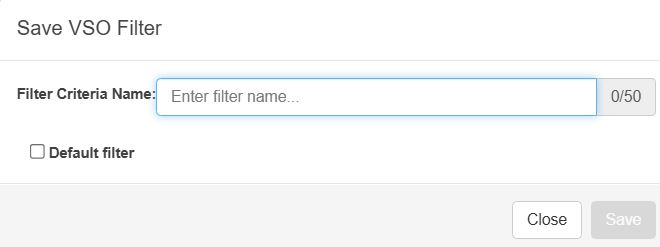 Save VSO Filter
Filter Criteria Name: Enter filter name... 0/50
Default filter
Close Save